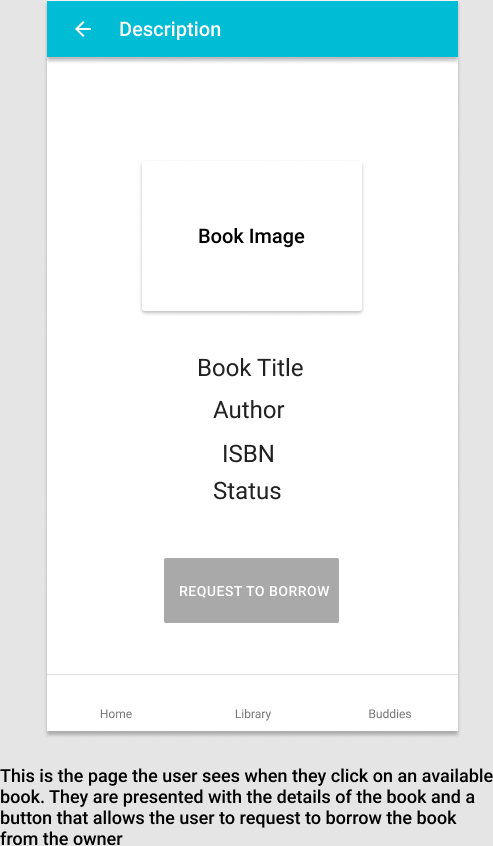 Description
Book Image
Book Title
Author
ISBN
Status
REQUEST TO BORROW
Home Library Buddies
This is the page the user sees when they click on an available
book. They are presented with the details of the book and a
button that allows the user to request to borrow the book
from the owner